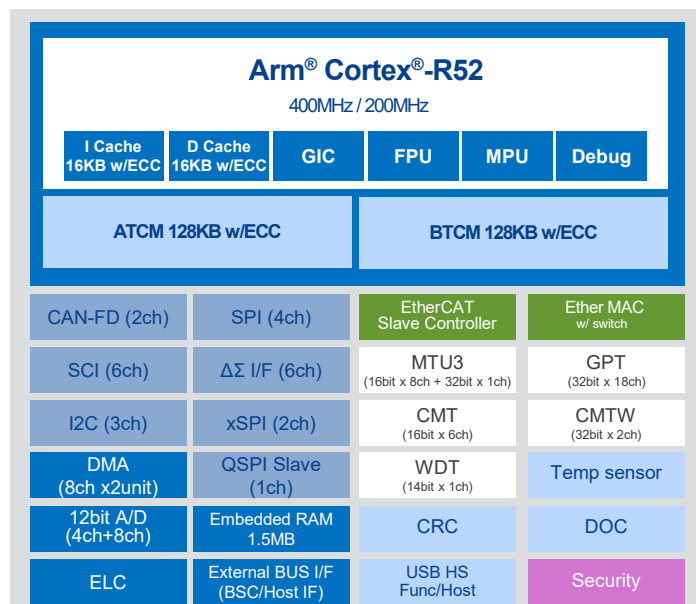 Arm® Cortex®-R52
400MHz / 200MHz
I Cache
16KB w/ECC
D Cache
16KB w/ECC
GIC
FPU
MPU
Debug
ATCM 128KB w/ECC
BTCM 128KB w/ECC
CAN-FD (2ch)
SPI (4ch)
EtherCAT
Slave Controller
Ether MAC
w/ switch
SCI (6ch)
ΔΣ I/F (6ch)
MTU3
(16bit x 8ch + 32bit x 1ch)
GPT
(32bit x 18ch)
I2C (3ch)
xSPI (2ch)
CMT
(16bit x 6ch)
CMTW
(32bit x 2ch)
DMA
(8ch x2unit)
QSPI Slave
(1ch)
WDT
(14bit x 1ch)
Temp sensor
12bit A/D
(4ch+8ch)
Embedded RAM
1.5MB
CRC
DOC
ELC
External BUS I/F
(BSC/Host IF)
USB HS
Func/Host
Security